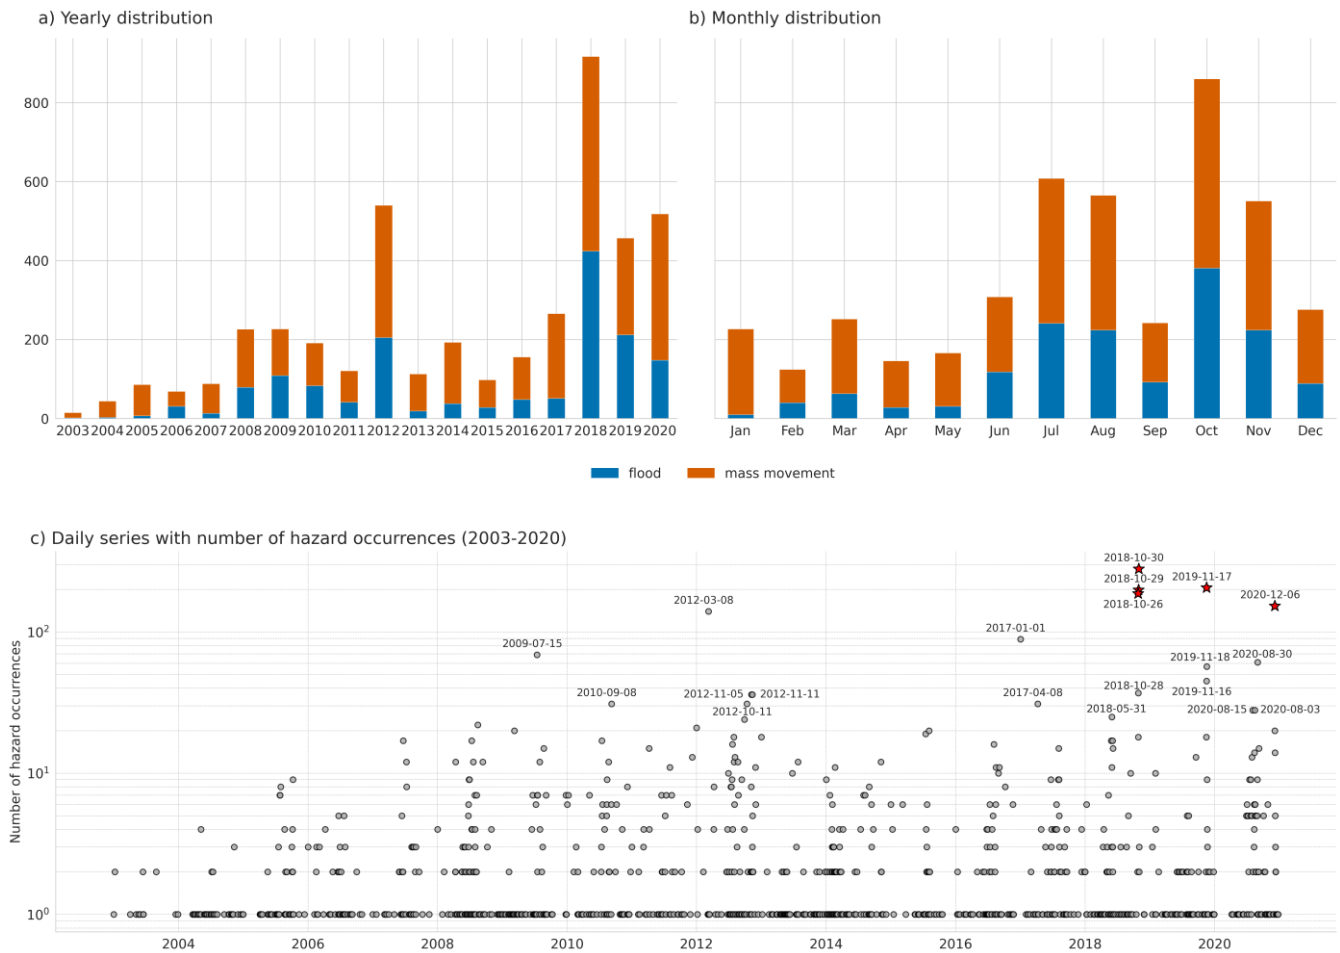 a) Yearly distribution
b) Monthly distribution
800
600
400
200
0
2003 2004 2005 2006 2007 2008 2009 2010 2011 2012 2013 2014 2015 2016 2017 2018 2019 2020
Jan Feb Mar Apr May Jun Jul Aug Sep Oct Nov Dec
flood mass movement
c) Daily series with number of hazard occurrences (2003-2020)
2018-10-30
2019-11-17
2018-10-29
2020-12-06
2012-03-08
2018-10-26
2017-01-01
2009-07-15
2019-11-18 2020-08-30
2018-10-28
2010-09-08 2012-11-05 2012-11-11 2017-04-08 2019-11-16
2012-10-11 2018-05-31 2020-08-15 2020-08-03
Number of hazard occurrences
10²
10¹
10⁰
2004 2006 2008 2010 2012 2014 2016 2018 2020